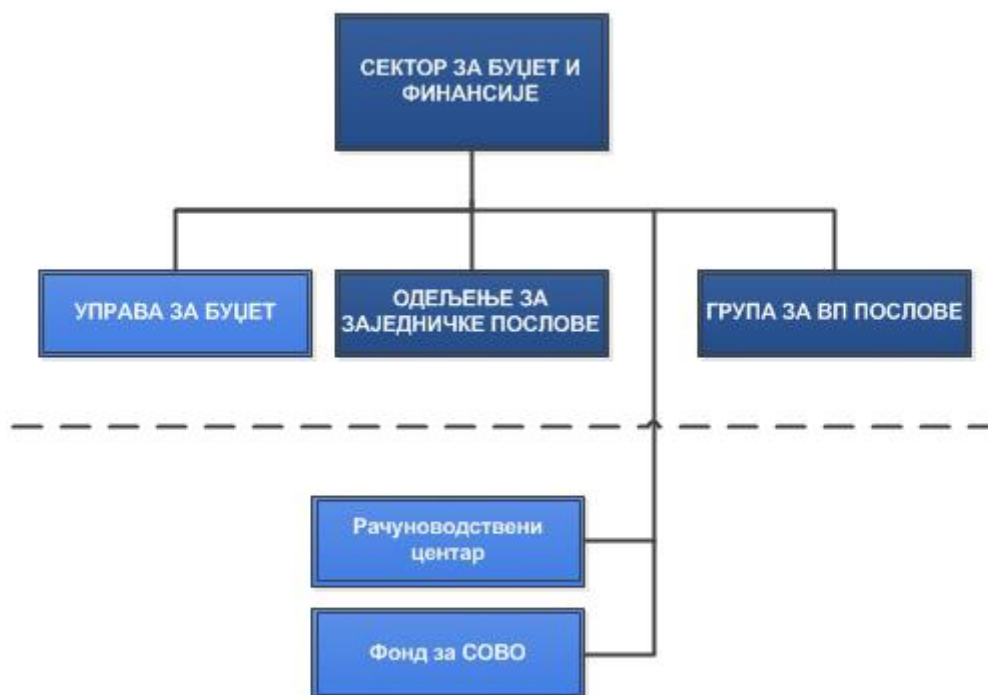 СЕКТОР ЗА БУЏЕТ И
ФИНАНСИЈЕ
УПРАВА ЗА БУЏЕТ
ОДЕЉЕЊЕ ЗА
ЗАЈЕДНИЧКЕ ПОСЛОВЕ
ГРУПА ЗА ВП ПОСЛОВЕ
Рачуноводствени
центар
Фонд за СОВО